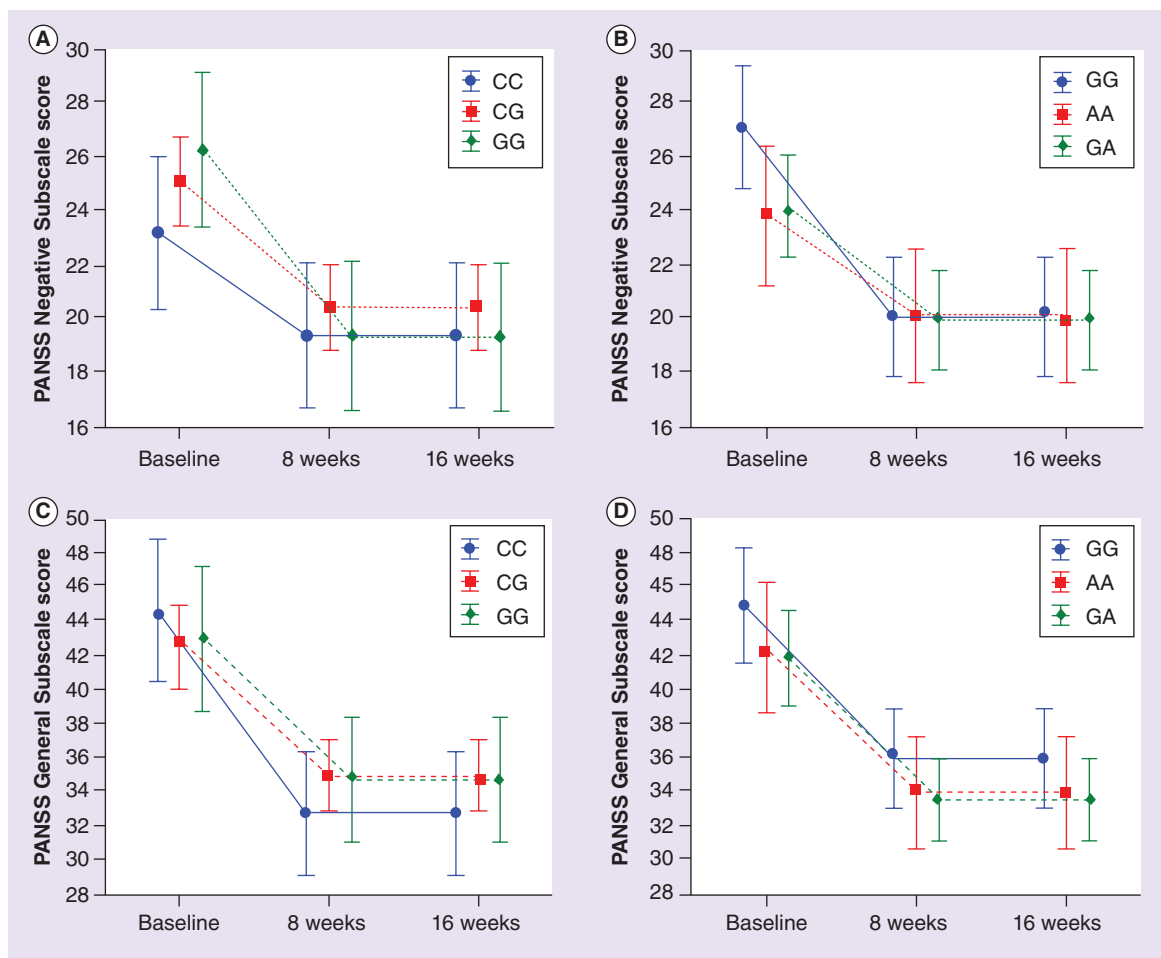 A
PANSS Negative Subscale score
30
28
26
24
22
20
18
16
CC
CG
GG
Baseline 8 weeks 16 weeks
B
PANSS Negative Subscale score
30
28
26
24
22
20
18
16
GG
AA
GA
Baseline 8 weeks 16 weeks
C
PANSS General Subscale score
50
48
46
44
42
40
38
36
34
32
30
28
CC
CG
GG
Baseline 8 weeks 16 weeks
D
PANSS General Subscale score
50
48
45
44
42
40
38
36
34
32
30
28
GG
AA
GA
Baseline 8 weeks 16 weeks